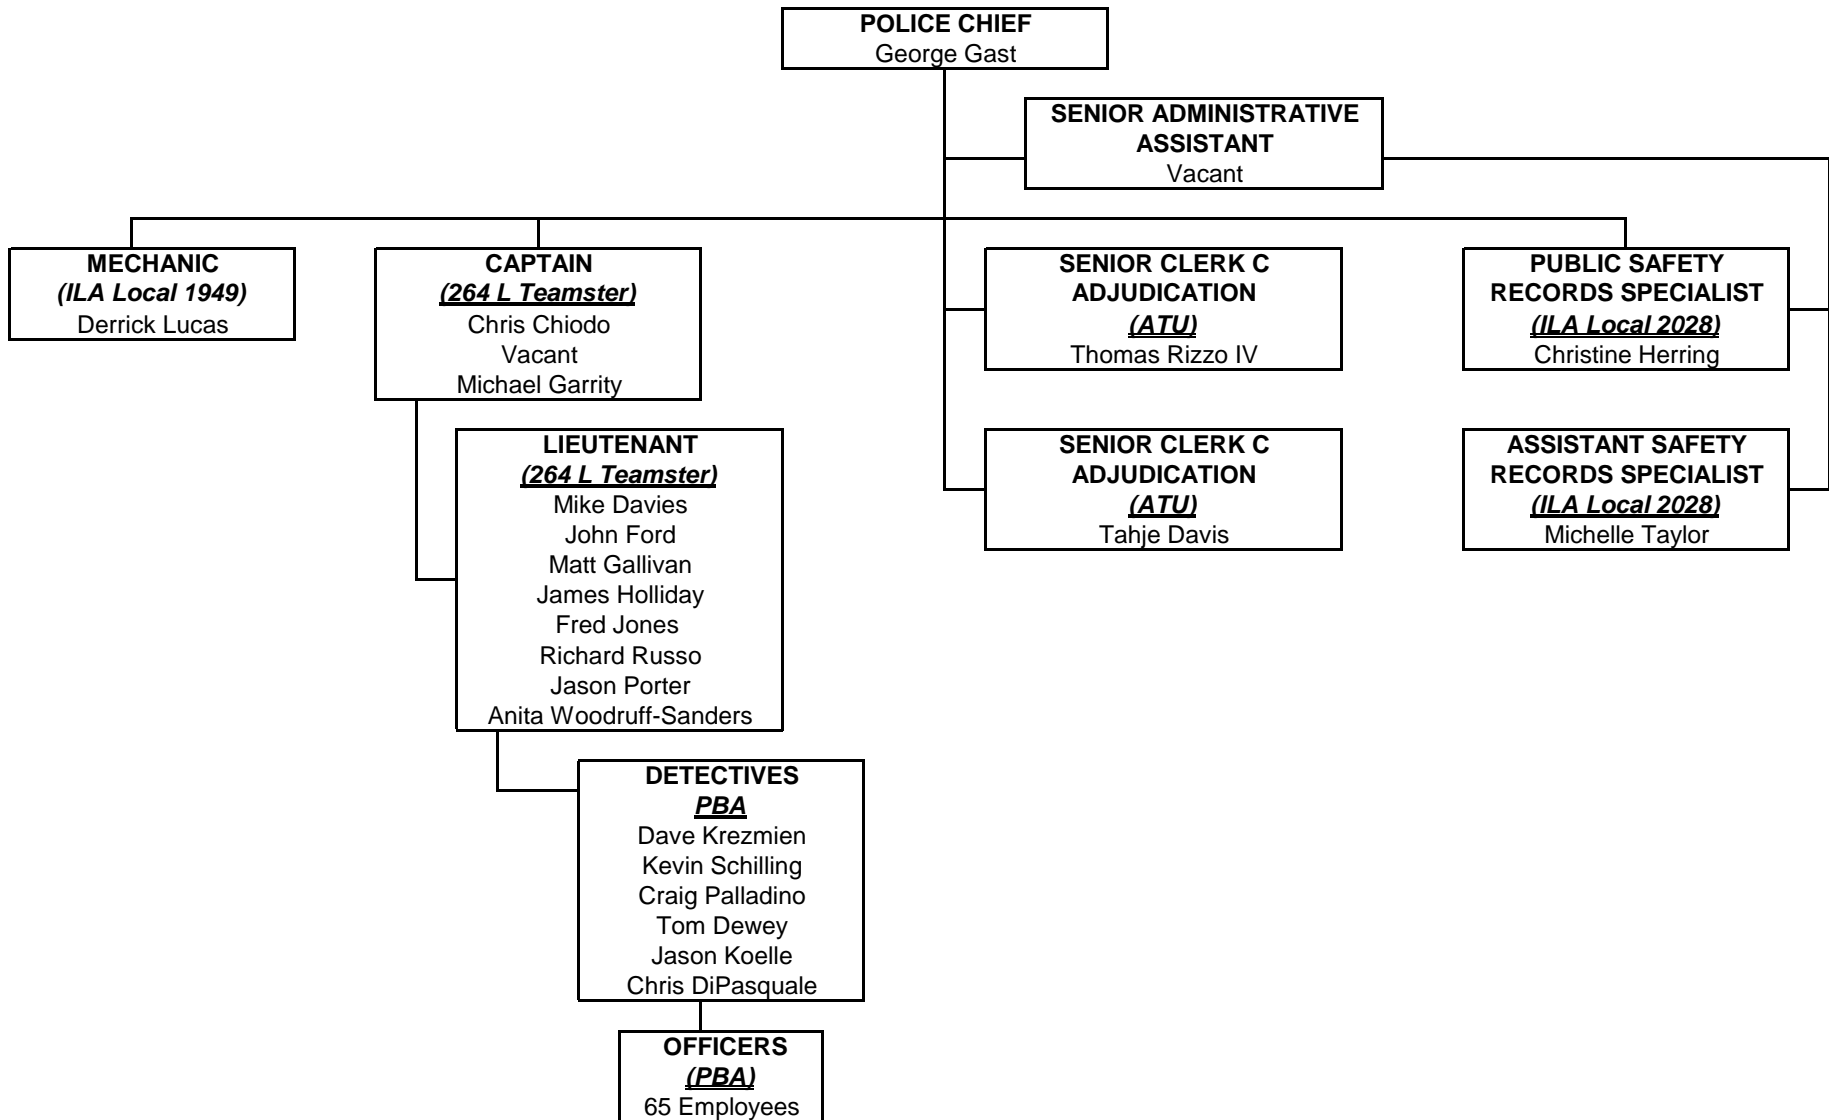 POLICE CHIEF
George Gast
SENIOR ADMINISTRATIVE
ASSISTANT
Vacant
MECHANIC
(ILA Local 1949)
Derrick Lucas
CAPTAIN
(264 L Teamster)
Chris Chiodo
Vacant
Michael Garrity
SENIOR CLERK C
ADJUDICATION
(ATU)
Thomas Rizzo IV
PUBLIC SAFETY
RECORDS SPECIALIST
(ILA Local 2028)
Christine Herring
LIEUTENANT
(264 L Teamster)
Mike Davies
John Ford
Matt Gallivan
James Holliday
Fred Jones
Richard Russo
Jason Porter
Anita Woodruff-Sanders
SENIOR CLERK C
ADJUDICATION
(ATU)
Tahje Davis
ASSISTANT SAFETY
RECORDS SPECIALIST
(ILA Local 2028)
Michelle Taylor
DETECTIVES
PBA
Dave Krezmien
Kevin Schilling
Craig Palladino
Tom Dewey
Jason Koelle
Chris DiPasquale
OFFICERS
(PBA)
65 Employees